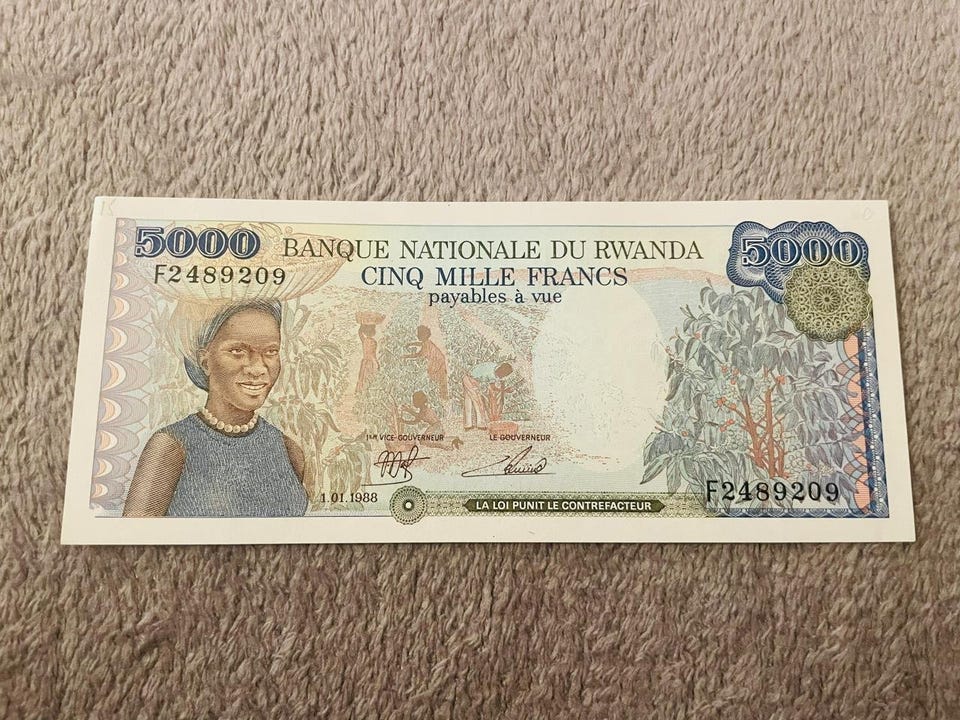 5000 BANQUE NATIONALE DU RWANDA 5000
F2489209 CINQ MILLE FRANCS
payables à vue
1ER VICE-GOUVERNEUR LE GOUVERNEUR
1.01.1988
F2489209
LA LOI PUNIT LE CONTREFACTEUR